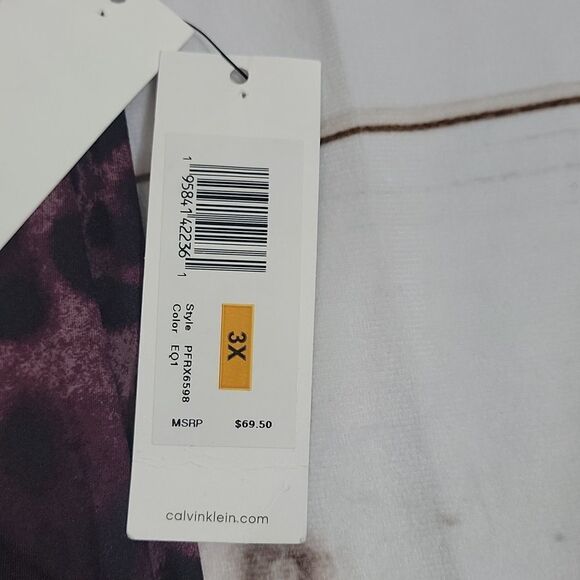 1 95841 42236 1
Style PFRX6598
Color EQ1
3X
MSRP $69.50
calvinklein.com